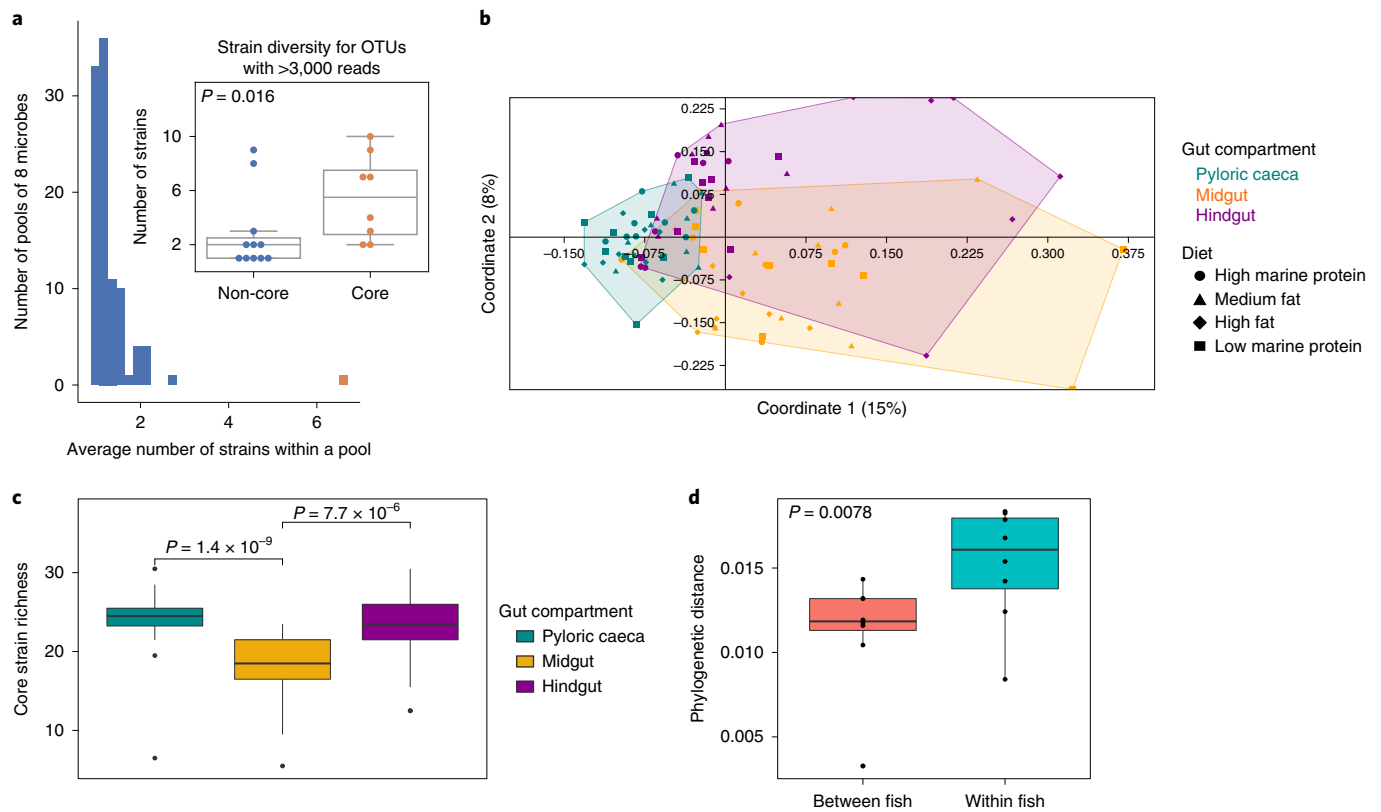 a
Number of pools of 8 microbes
30
20
10
0
2
4
6
Average number of strains within a pool
Strain diversity for OTUs
with >3,000 reads
P = 0.016
Number of strains
10
6
2
Non-core
Core
b
Coordinate 2 (8%)
0.225
0.150
0.075
−0.150
−0.075
0.075
0.150
0.225
0.300
0.375
−0.075
−0.150
−0.225
Coordinate 1 (15%)
Gut compartment
Pyloric caeca
Midgut
Hindgut
Diet
High marine protein
Medium fat
High fat
Low marine protein
c
Core strain richness
30
20
10
P = 1.4 × 10⁻⁹
P = 7.7 × 10⁻⁶
Gut compartment
Pyloric caeca
Midgut
Hindgut
d
P = 0.0078
Phylogenetic distance
0.015
0.010
0.005
Between fish
Within fish